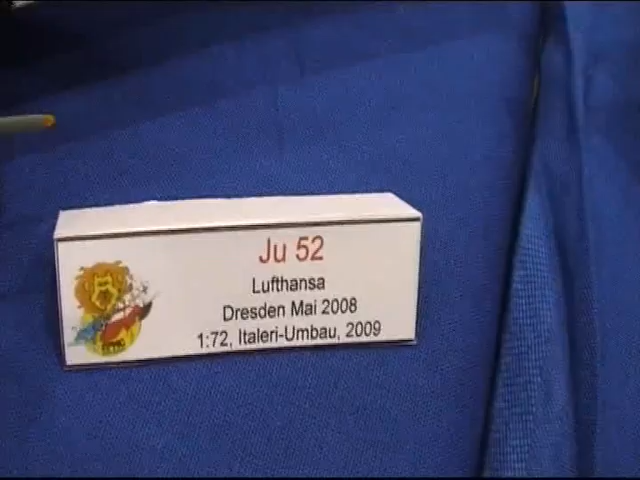 Ju 52
Lufthansa
Dresden Mai 2008
1:72, Italeri-Umbau, 2009